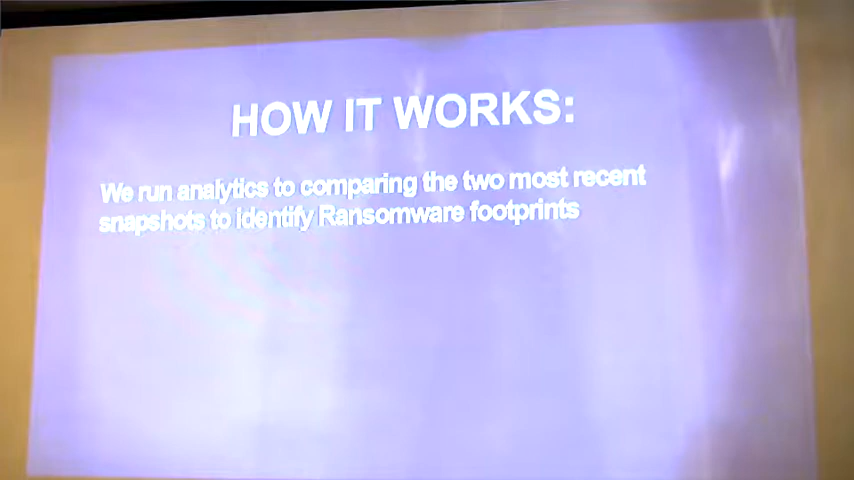 HOW IT WORKS:
We run analytics to comparing the two most recent
snapshots to identify Ransomware footprints